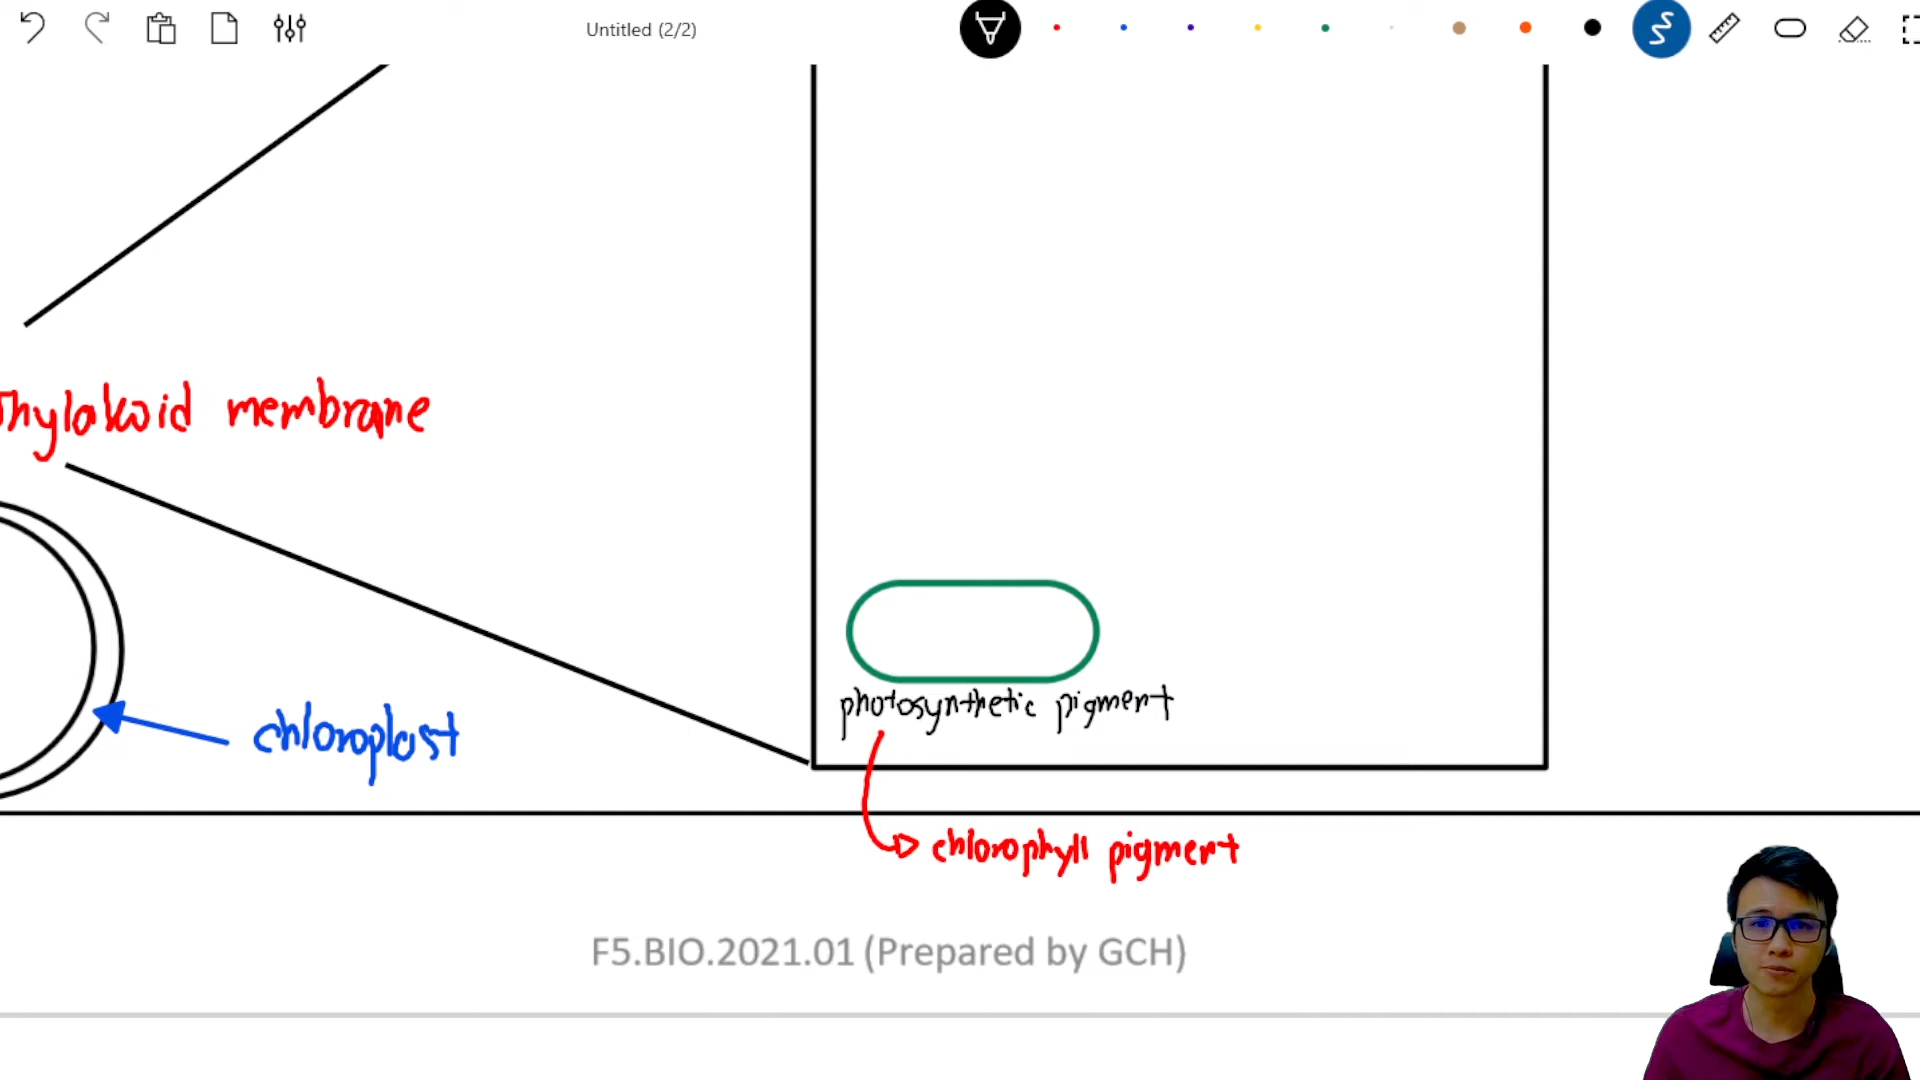 Untitled (2/2)
Thylakoid membrane
photosynthetic pigment
chloroplast
chlorophyll pigment
F5.BIO.2021.01 (Prepared by GCH)